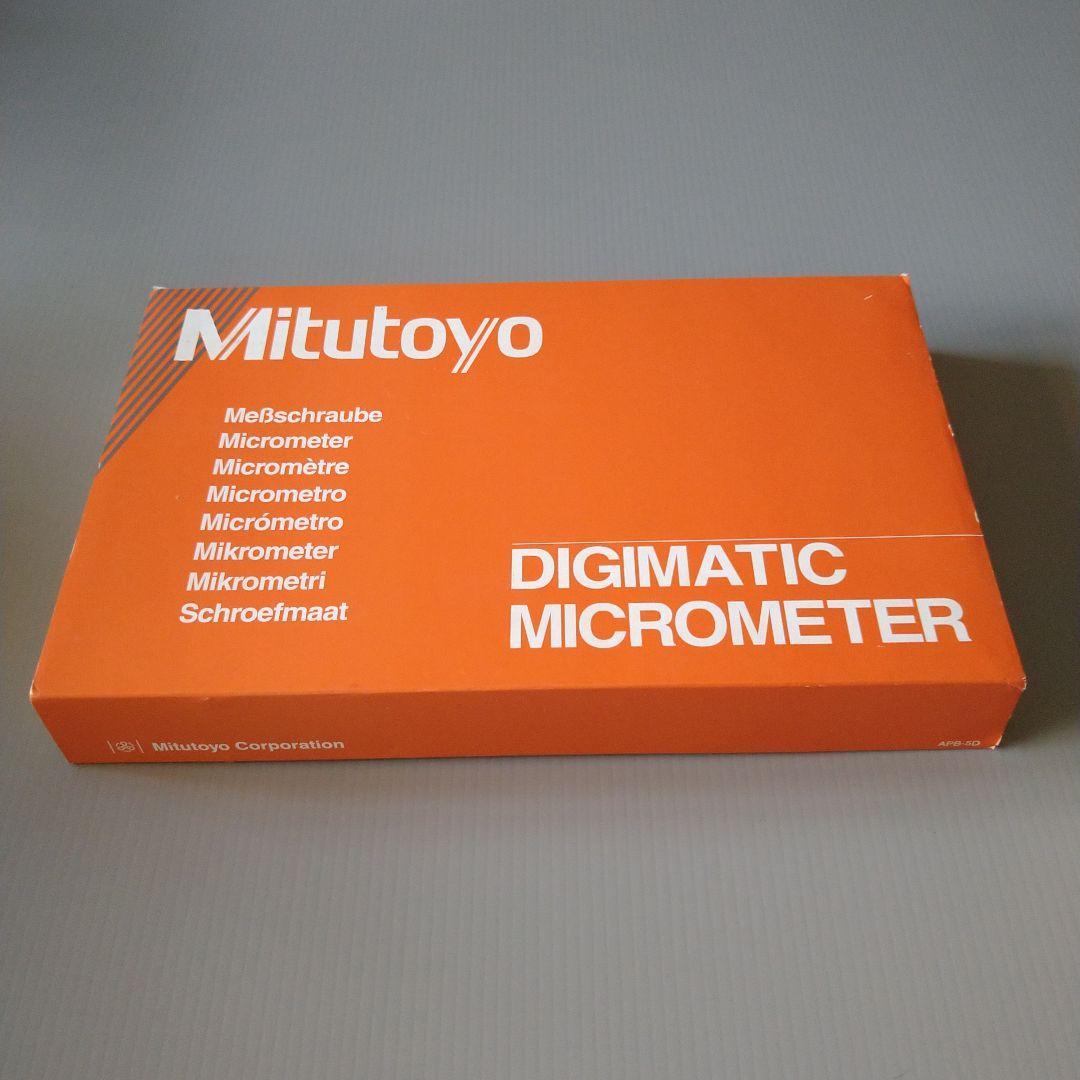 Mitutoyo
Meßschraube
Micrometer
Micromètre
Micrometro
Micrómetro
Mikrometer
Mikrometri
Schroefmaat
DIGIMATIC
MICROMETER
Mitutoyo Corporation
APB-5D